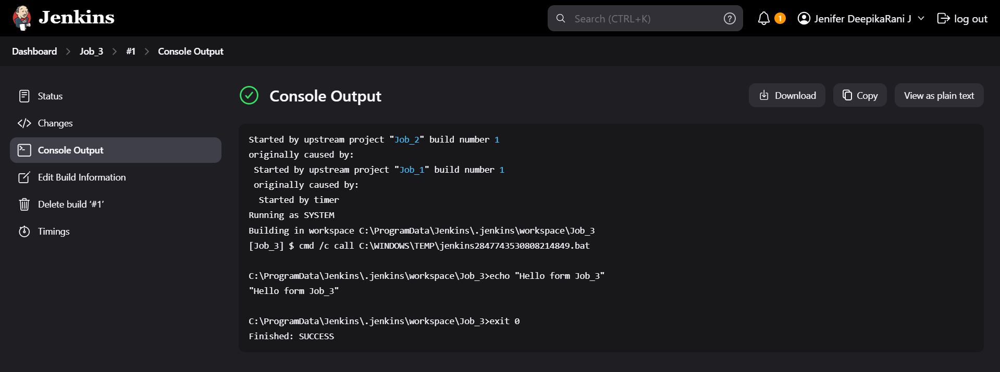 Jenkins
Search (CTRL+K)
?
1
Jenifer DeepikaRani J
log out
Dashboard > Job_3 > #1 > Console Output
Status
Changes
Console Output
Edit Build Information
Delete build ‘#1’
Timings
Console Output
Download
Copy
View as plain text
Started by upstream project "Job_2" build number 1
originally caused by:
 Started by upstream project "Job_1" build number 1
 originally caused by:
  Started by timer
Running as SYSTEM
Building in workspace C:\ProgramData\Jenkins\.jenkins\workspace\Job_3
[Job_3] $ cmd /c call C:\WINDOWS\TEMP\jenkins2847743530808214849.bat

C:\ProgramData\Jenkins\.jenkins\workspace\Job_3>echo "Hello form Job_3"
"Hello form Job_3"

C:\ProgramData\Jenkins\.jenkins\workspace\Job_3>exit 0
Finished: SUCCESS